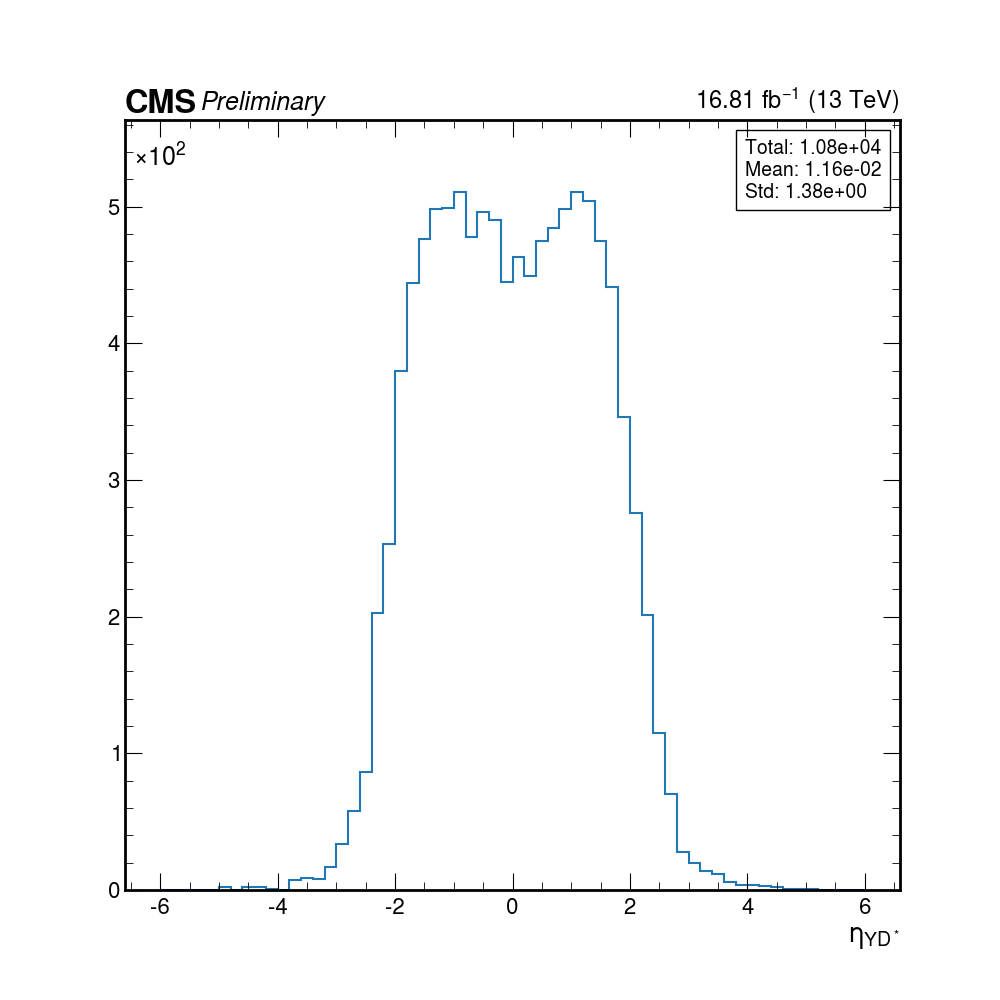 CMS Preliminary 16.81 fb⁻¹ (13 TeV)
×10²
Total: 1.08e+04
Mean: 1.16e-02
Std: 1.38e+00
5
4
3
2
1
0
-6 -4 -2 0 2 4 6
ηYD*